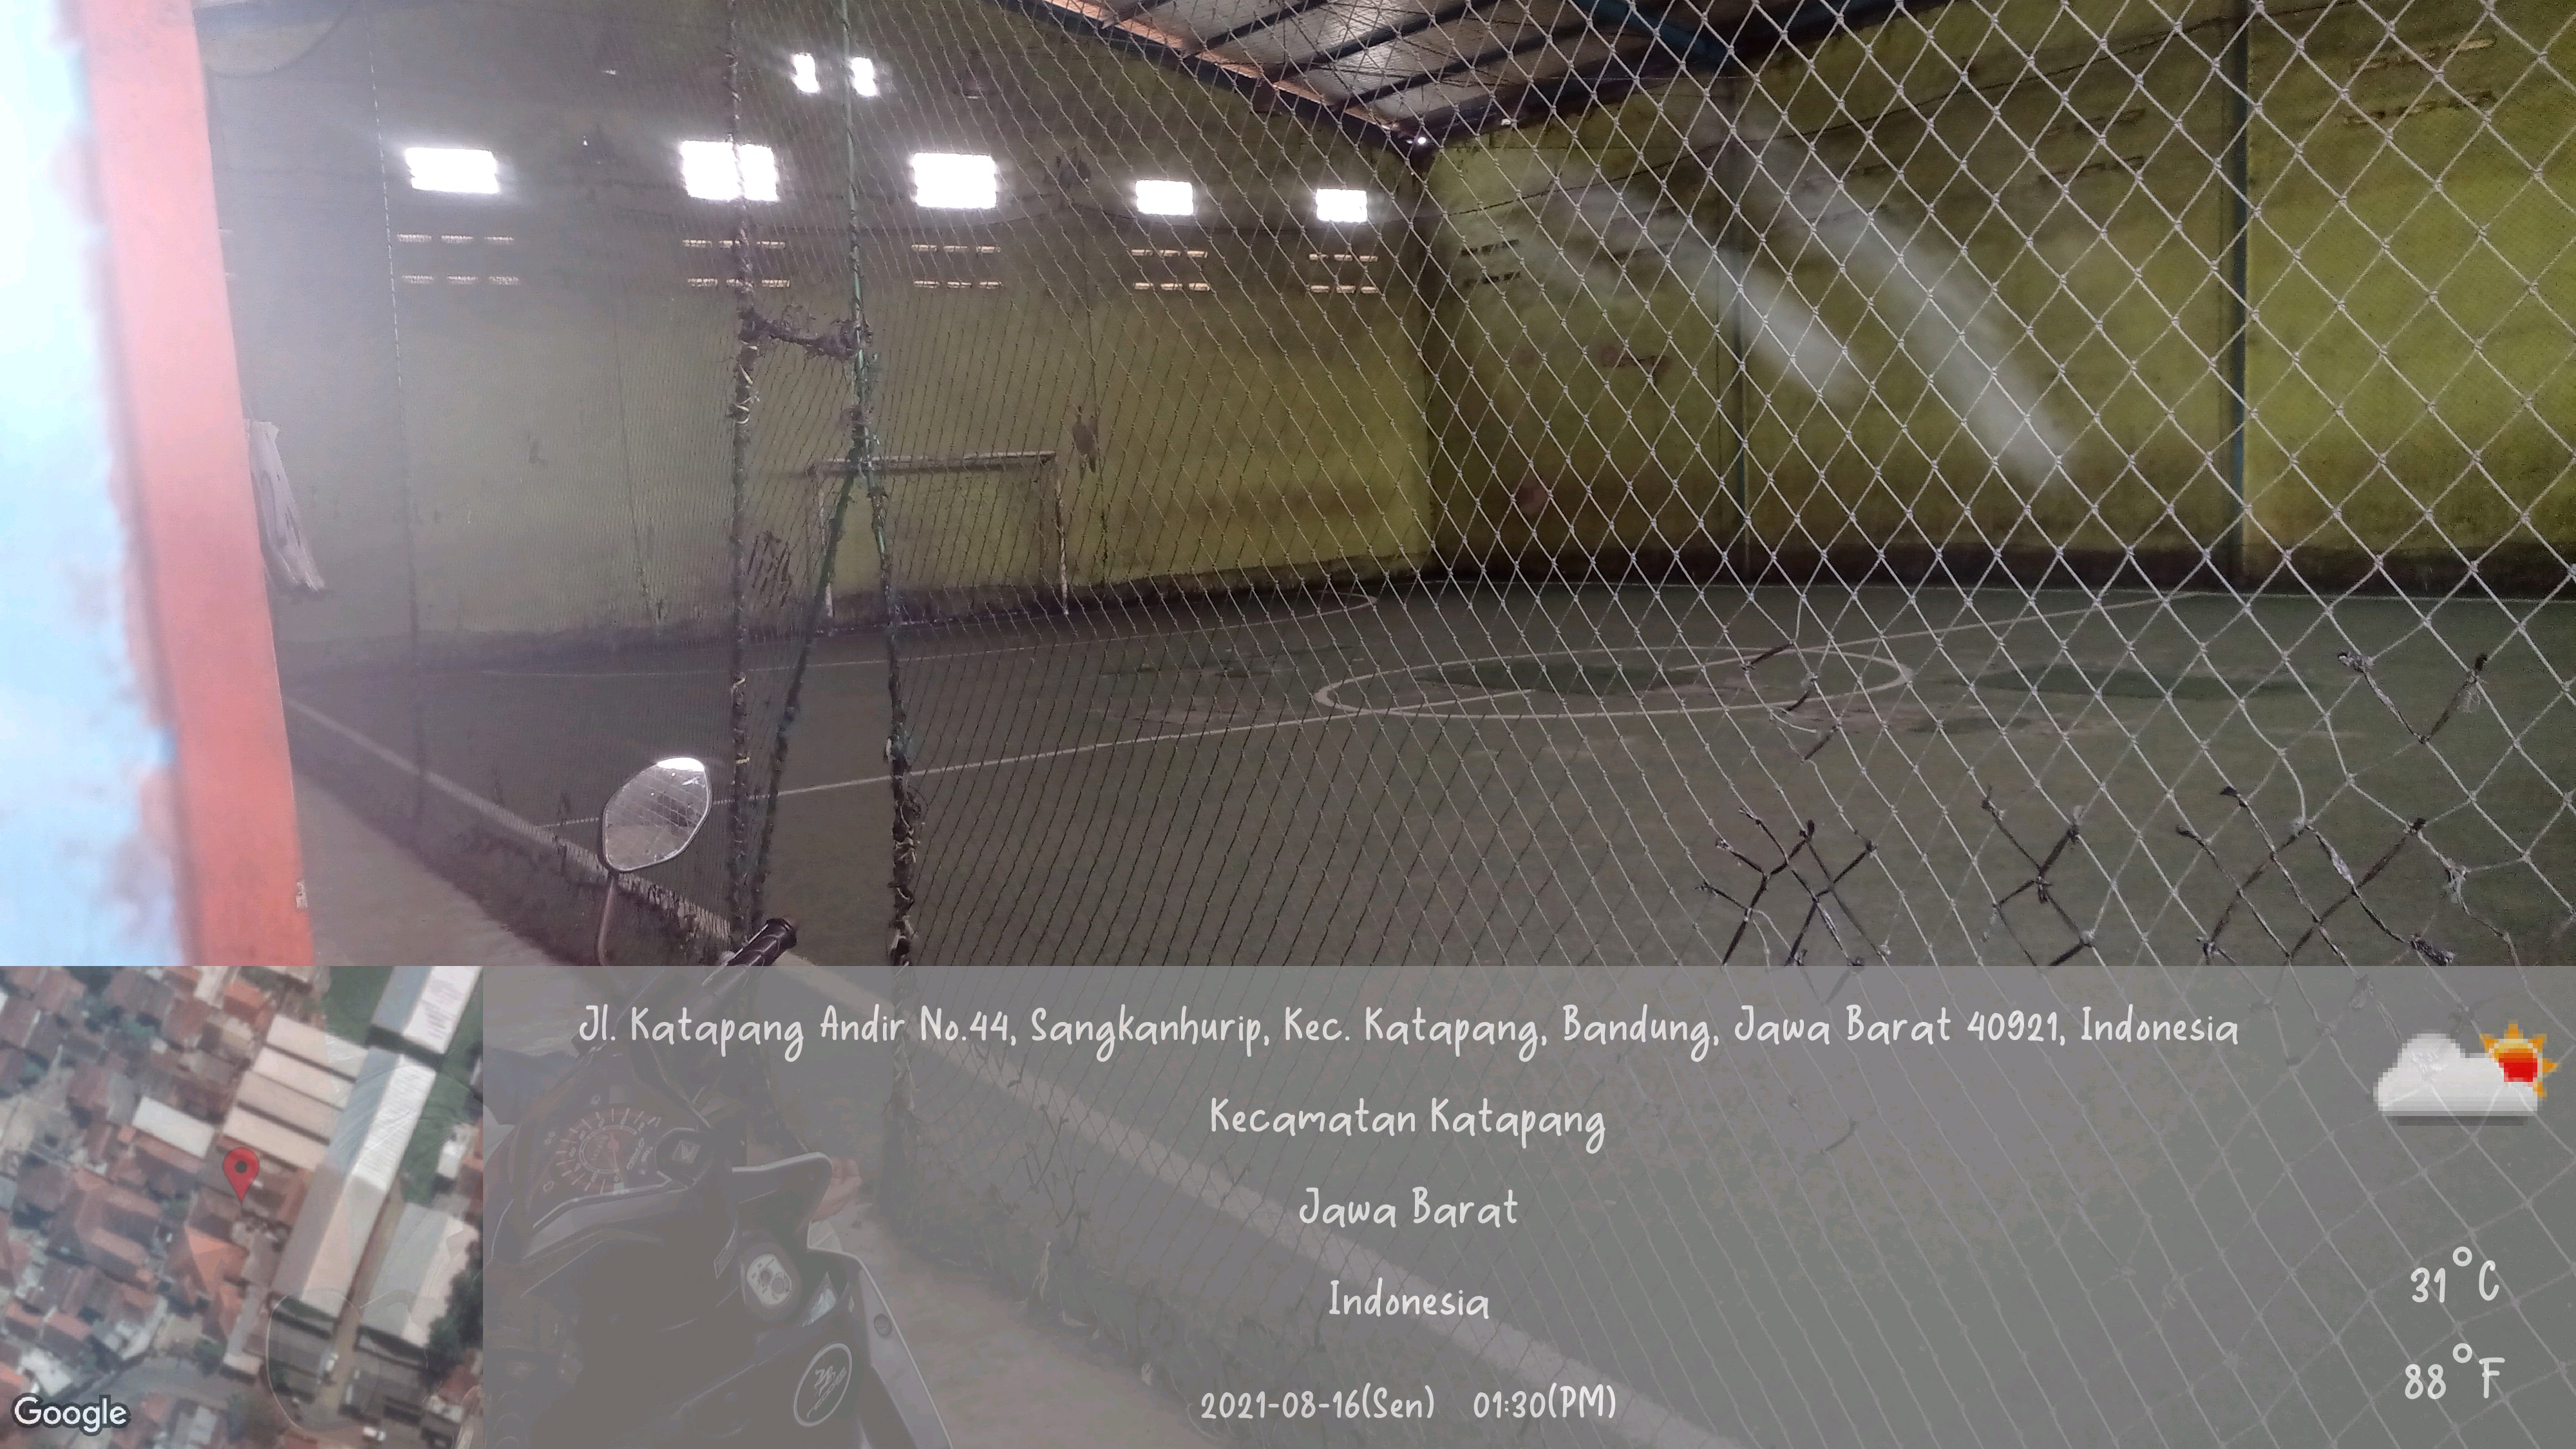 Jl. Katapang Andir No.44, Sangkanhurip, Kec. Katapang, Bandung, Jawa Barat 40921, Indonesia
Kecamatan Katapang
Jawa Barat
Indonesia
31°C
88°F
2021-08-16(Sen) 01:30(PM)
Google